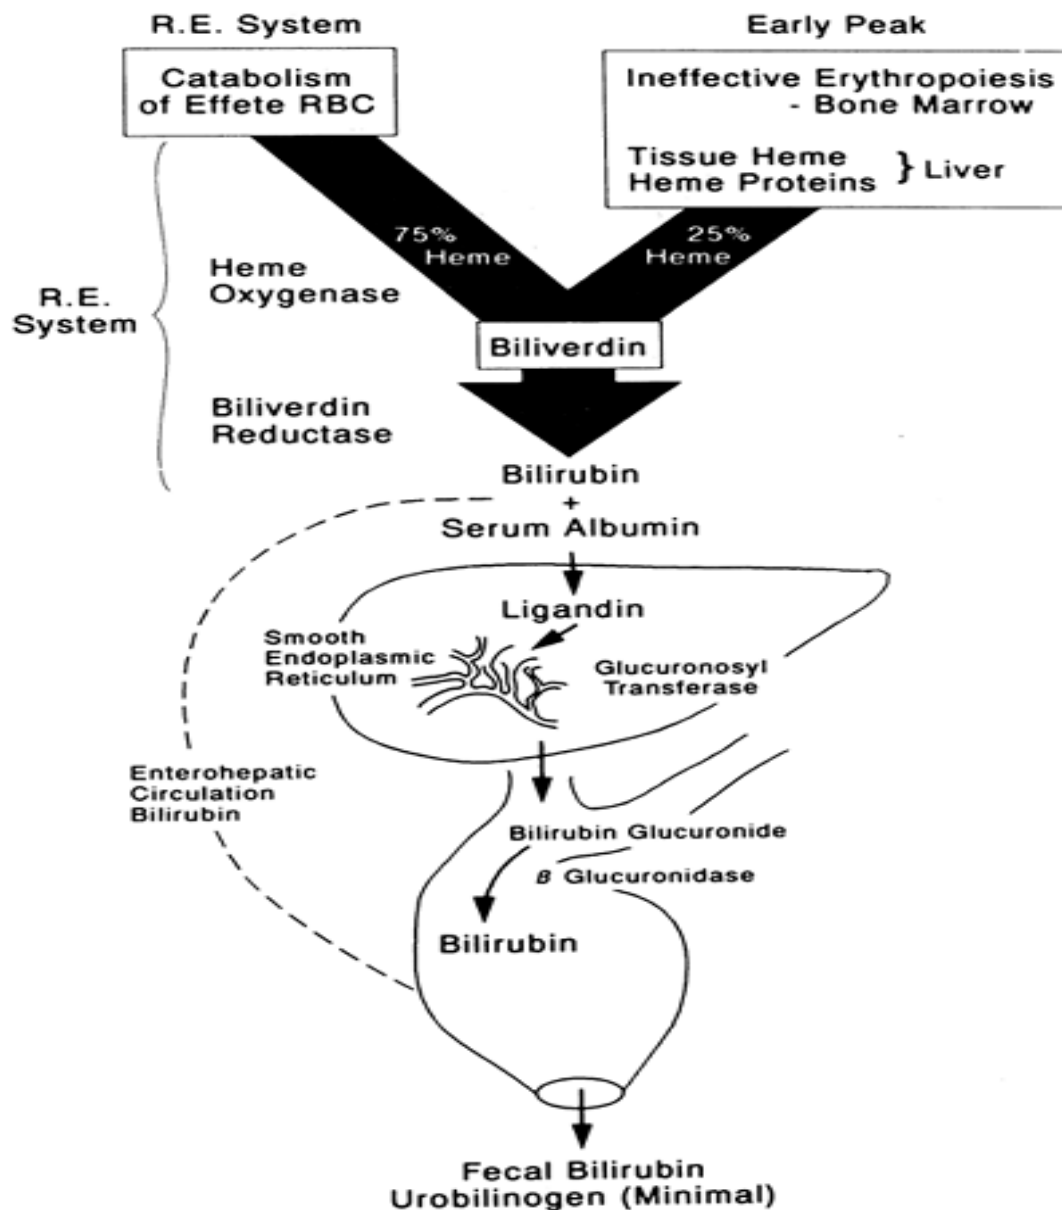 R.E. System
Early Peak
Catabolism
of Effete RBC
Ineffective Erythropoiesis
- Bone Marrow
Tissue Heme
Heme Proteins } Liver
75%
Heme
25%
Heme
Heme
Oxygenase
R.E.
System
Biliverdin
Biliverdin
Reductase
Bilirubin
+
Serum Albumin
Ligandin
Smooth
Endoplasmic
Reticulum
Glucuronosyl
Transferase
Enterohepatic
Circulation
Bilirubin
Bilirubin Glucuronide
β Glucuronidase
Bilirubin
Fecal Bilirubin
Urobilinogen (Minimal)